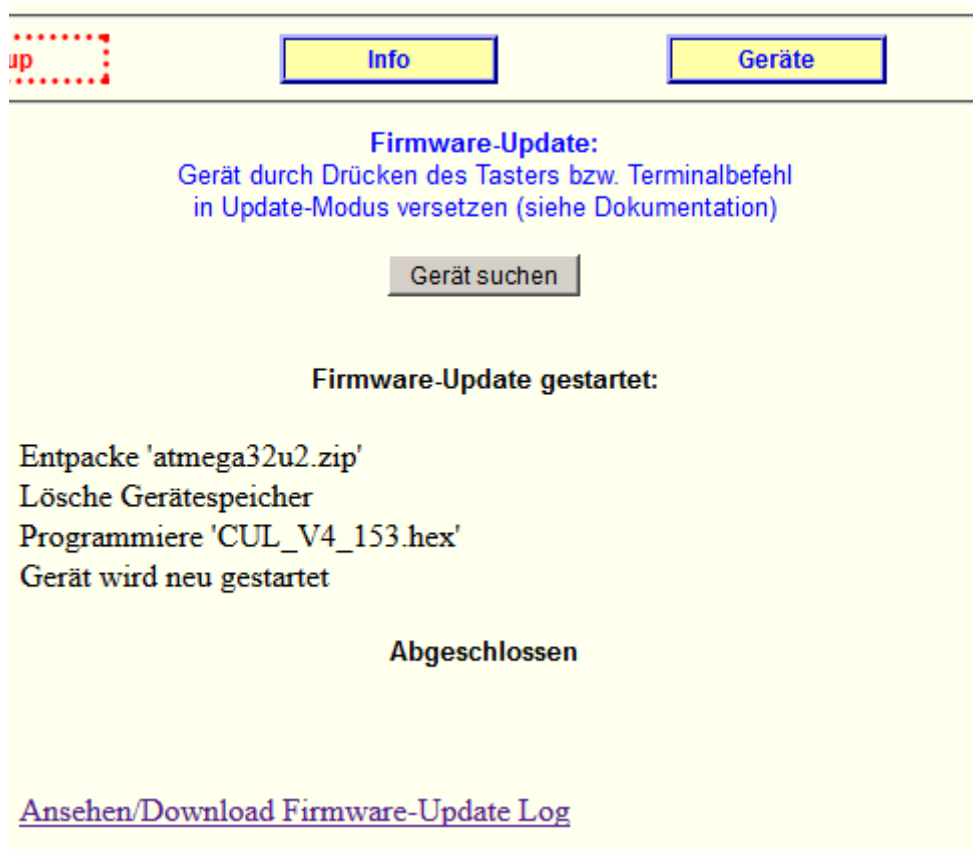 up
Info
Geräte
Firmware-Update:
Gerät durch Drücken des Tasters bzw. Terminalbefehl
in Update-Modus versetzen (siehe Dokumentation)
Gerät suchen
Firmware-Update gestartet:
Entpacke 'atmega32u2.zip'
Lösche Gerätespeicher
Programmiere 'CUL_V4_153.hex'
Gerät wird neu gestartet
Abgeschlossen
Ansehen/Download Firmware-Update Log